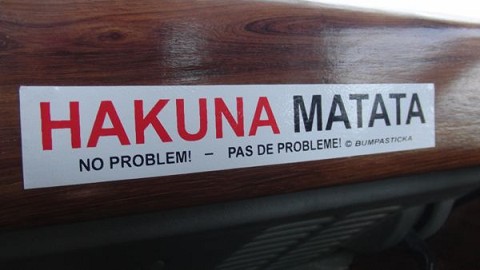 HAKUNA MATATA
NO PROBLEM! – PAS DE PROBLEME! © BUMPASTICKA